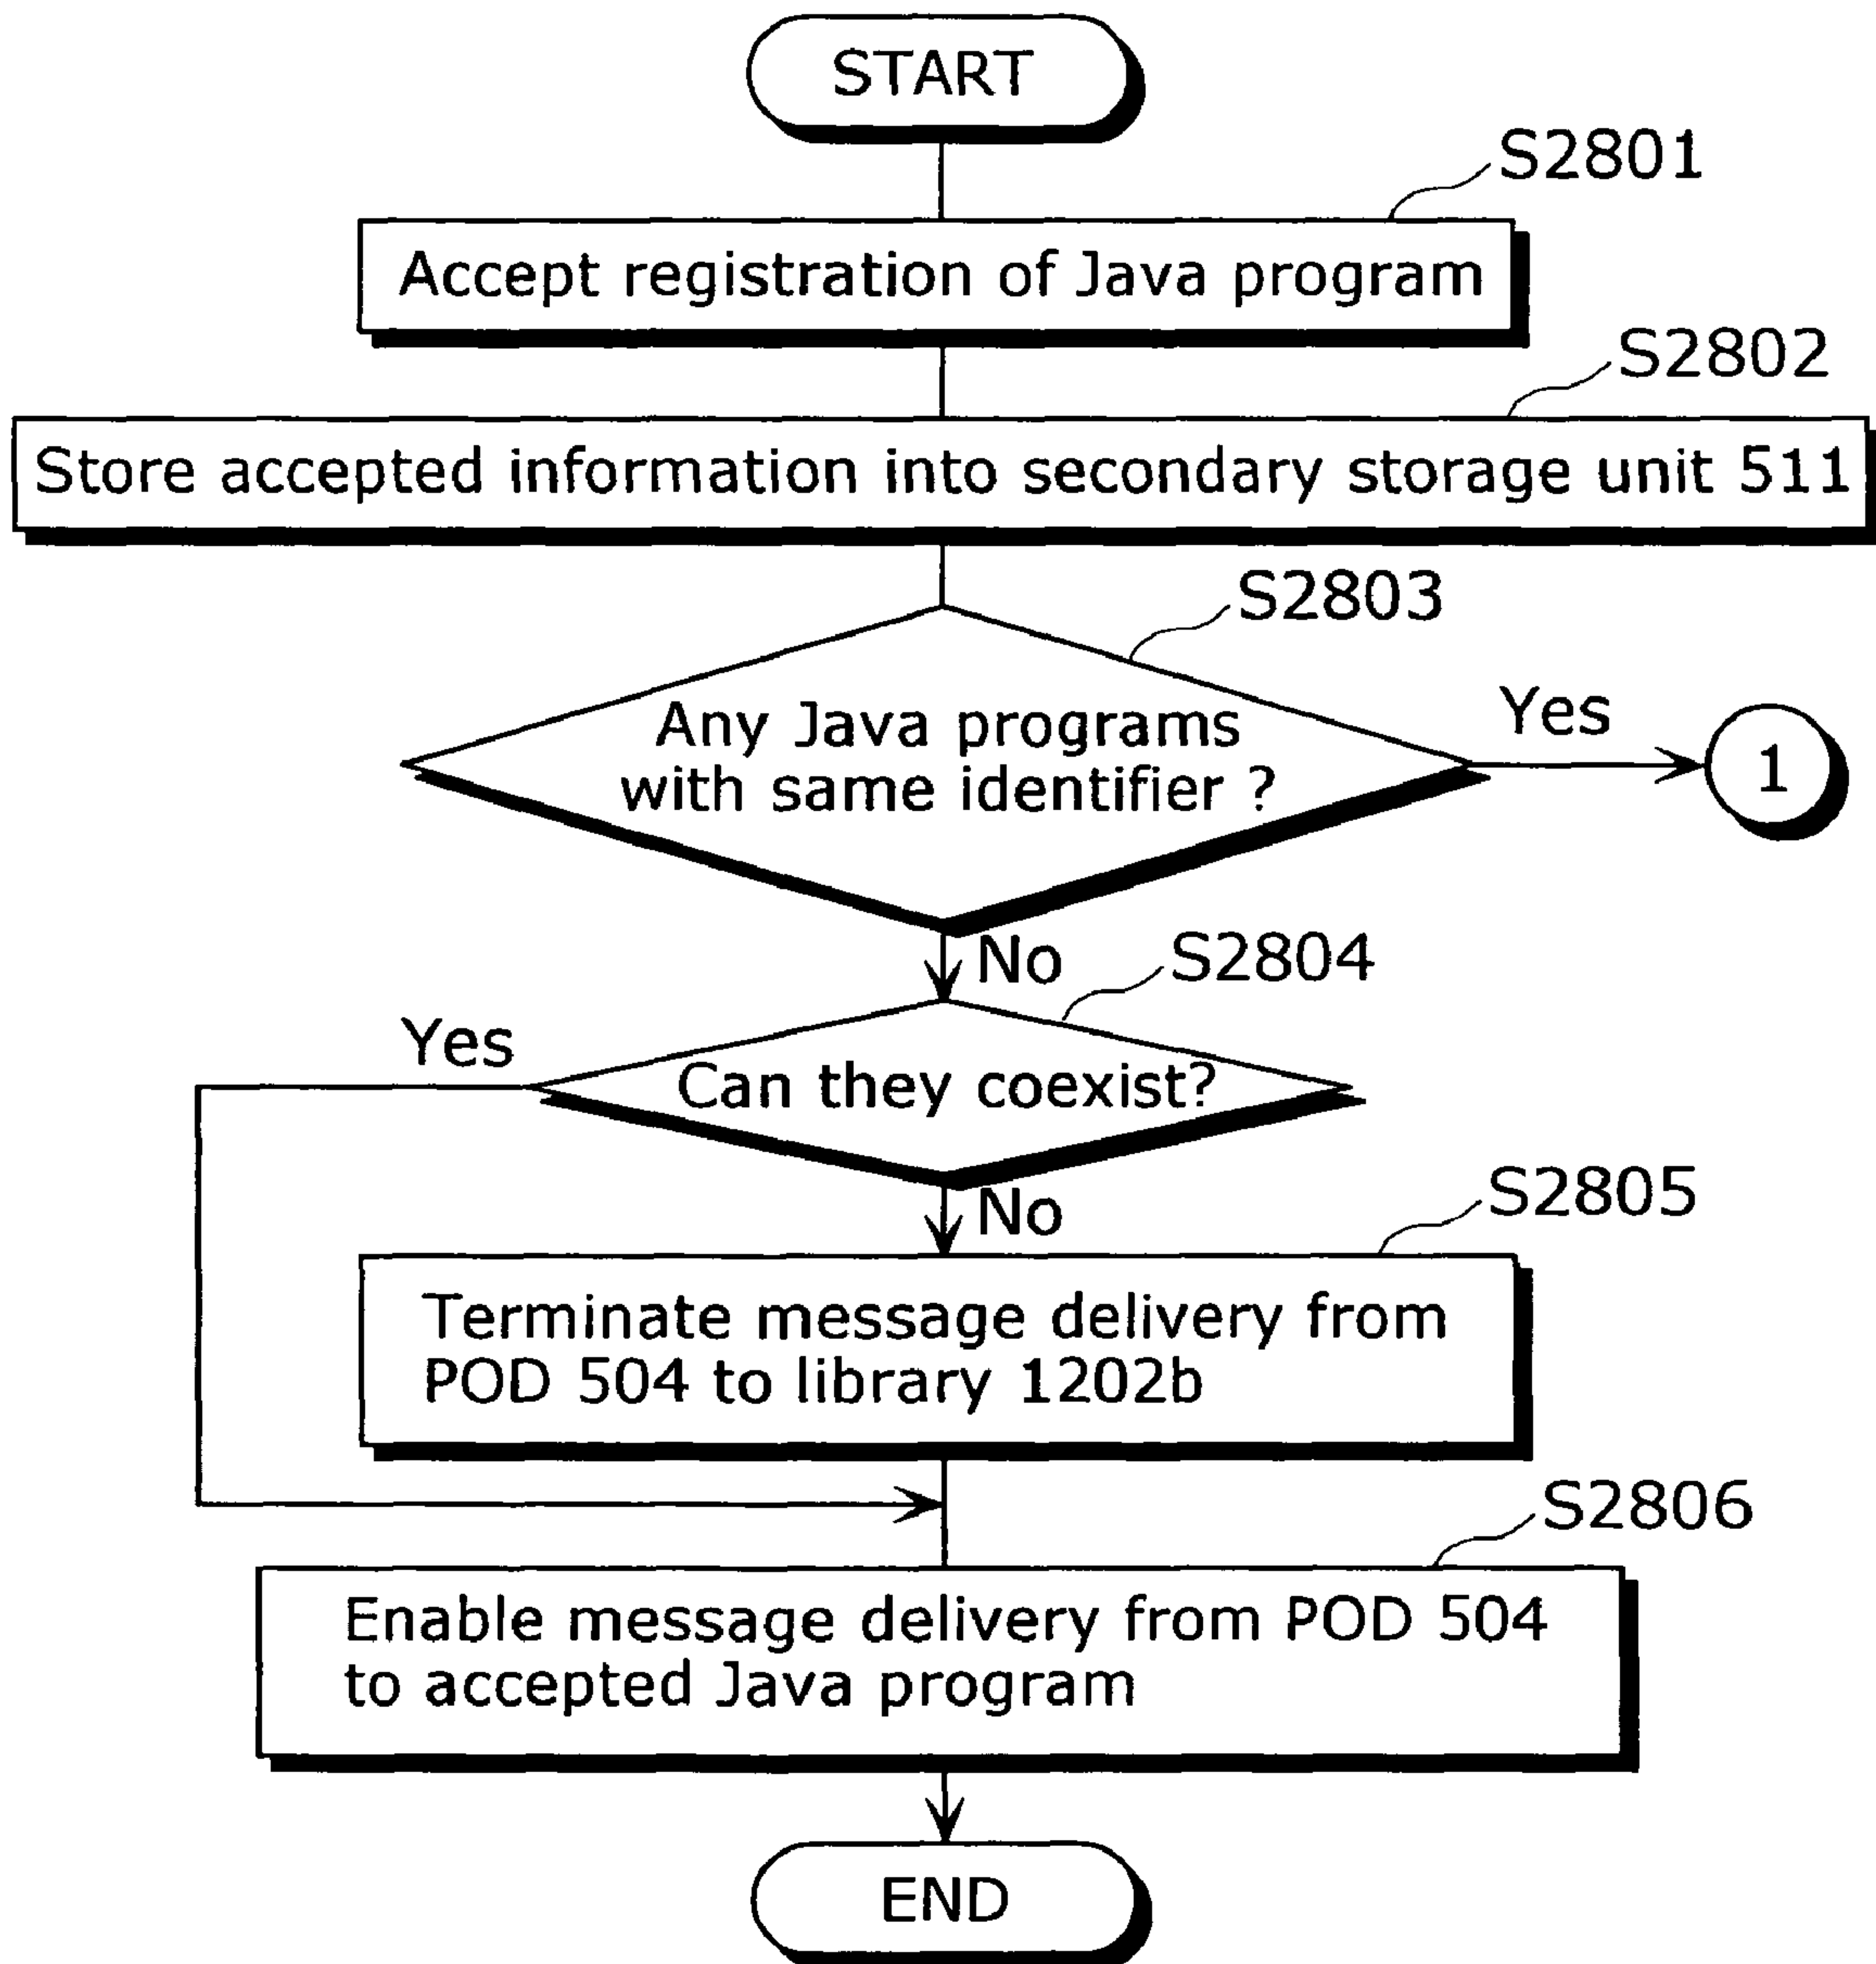 START
S2801
Accept registration of Java program
S2802
Store accepted information into secondary storage unit 511
S2803
Any Java programs
with same identifier ?
Yes
1
No
S2804
Yes
Can they coexist?
No
S2805
Terminate message delivery from
POD 504 to library 1202b
S2806
Enable message delivery from POD 504
to accepted Java program
END